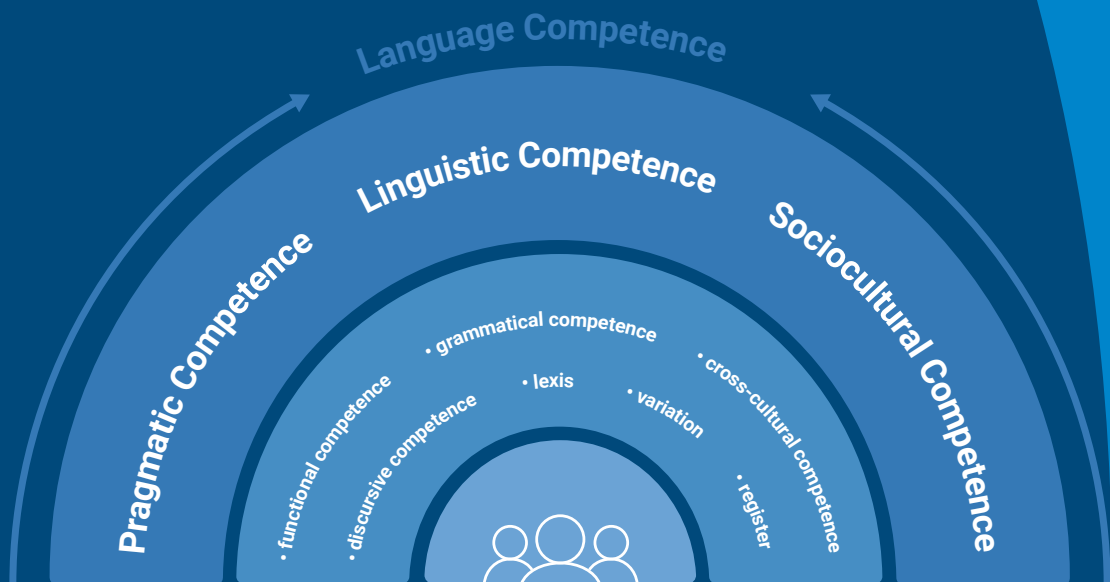 Language Competence
Linguistic Competence
Pragmatic Competence
Sociocultural Competence
• grammatical competence
• lexis
• functional competence
• discursive competence
• variation
• cross-cultural competence
• register